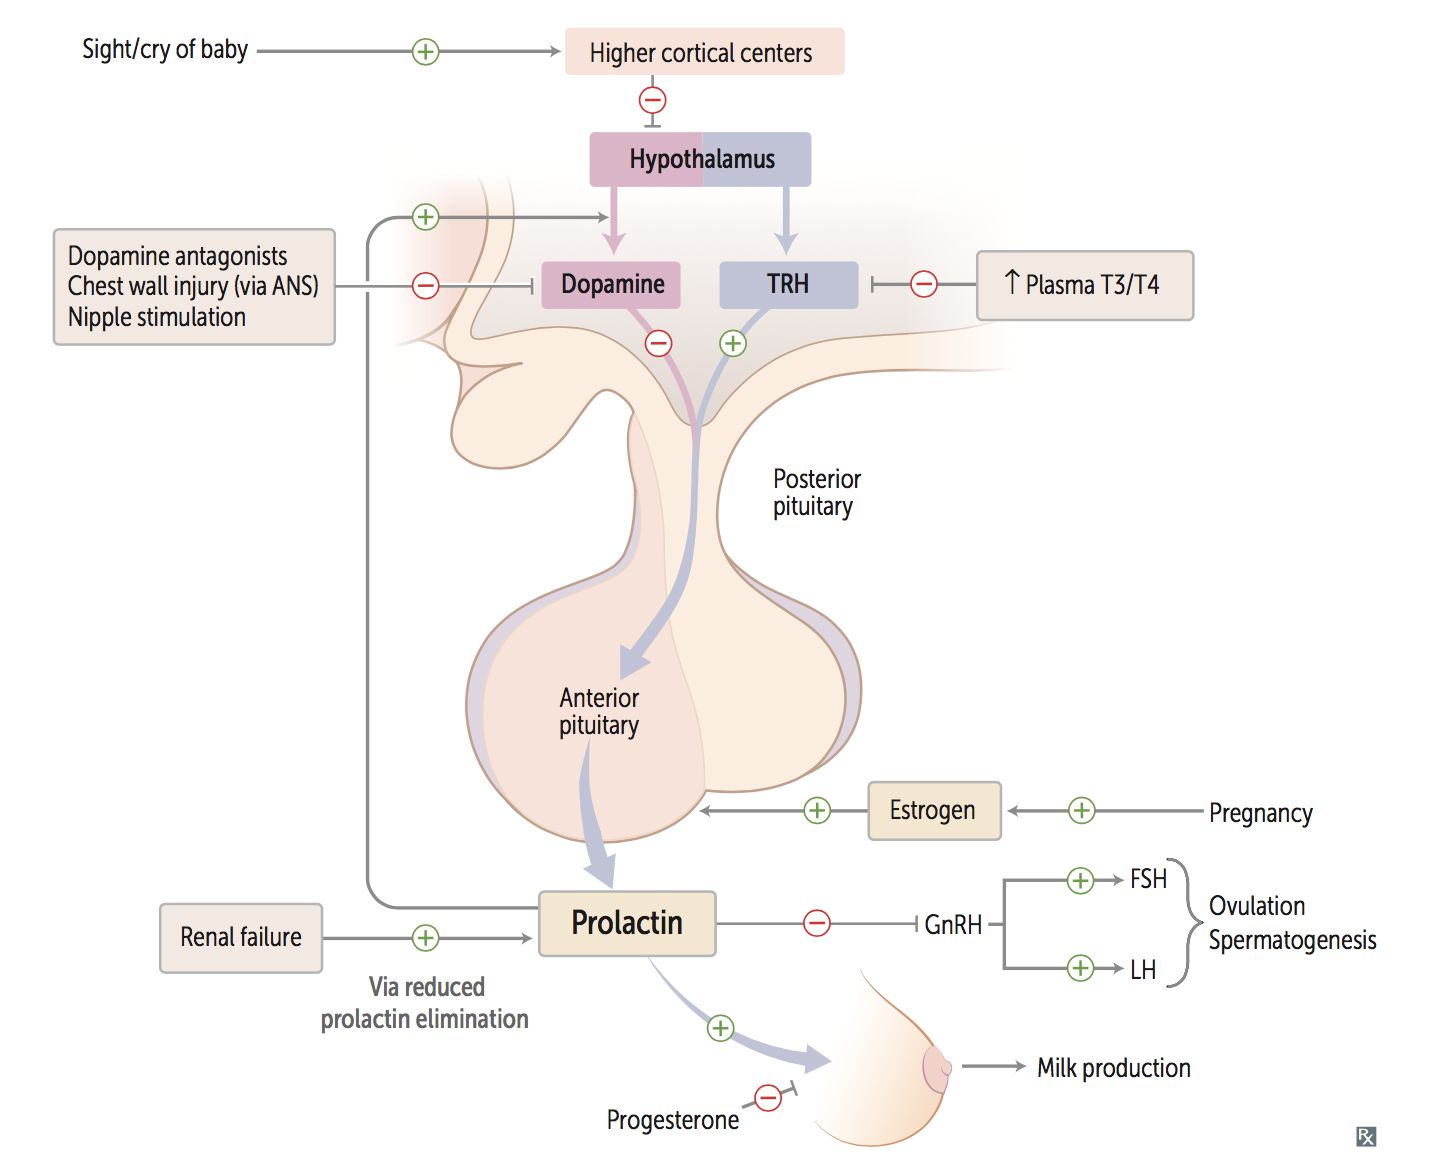 Sight/cry of baby
Higher cortical centers
Hypothalamus
Dopamine antagonists
Chest wall injury (via ANS)
Nipple stimulation
Dopamine
TRH
↑ Plasma T3/T4
Posterior
pituitary
Anterior
pituitary
Estrogen
Pregnancy
Prolactin
GnRH
FSH
LH
Ovulation
Spermatogenesis
Renal failure
Via reduced
prolactin elimination
Milk production
Progesterone
Rx